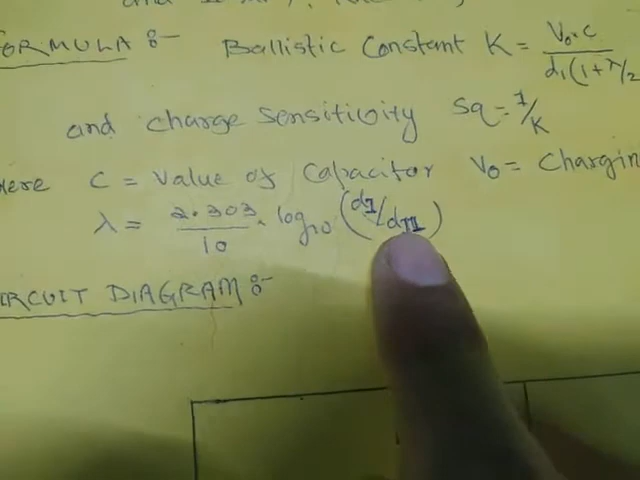 FORMULA :- Ballistic Constant K = V₀.C / d₁(1+λ/2
and charge Sensitivity Sq = 1/K
Here C = Value of Capacitor V₀ = Charging
λ = 2.303/10 . log₁₀ (d₁/d₁₁)
CIRCUIT DIAGRAM :-